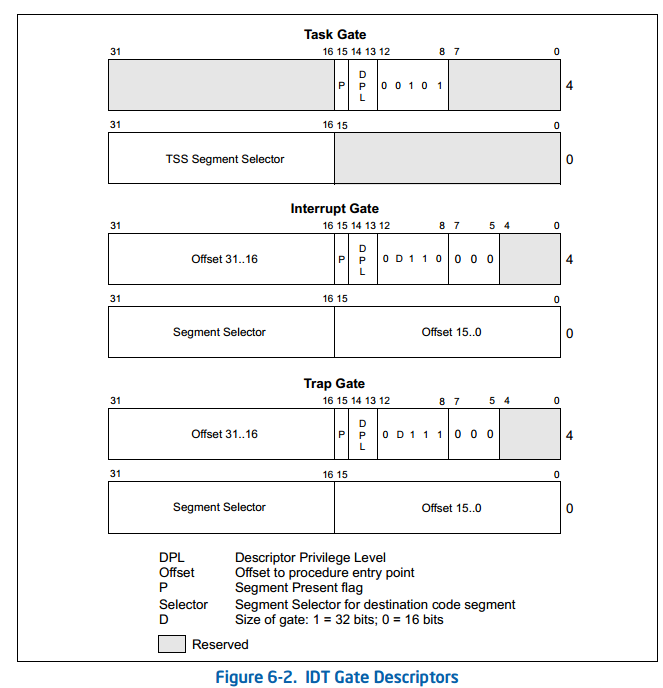 Task Gate
31 16 15 14 13 12 8 7 0
P D P L 0 0 1 0 1 4
31 16 15 0
TSS Segment Selector 0
Interrupt Gate
31 16 15 14 13 12 8 7 5 4 0
Offset 31..16 P D P L 0 D 1 1 0 0 0 0 4
31 16 15 0
Segment Selector Offset 15..0 0
Trap Gate
31 16 15 14 13 12 8 7 5 4 0
Offset 31..16 P D P L 0 D 1 1 1 0 0 0 4
31 16 15 0
Segment Selector Offset 15..0 0
DPL Descriptor Privilege Level
Offset Offset to procedure entry point
P Segment Present flag
Selector Segment Selector for destination code segment
D Size of gate: 1 = 32 bits; 0 = 16 bits
Reserved
Figure 6-2. IDT Gate Descriptors